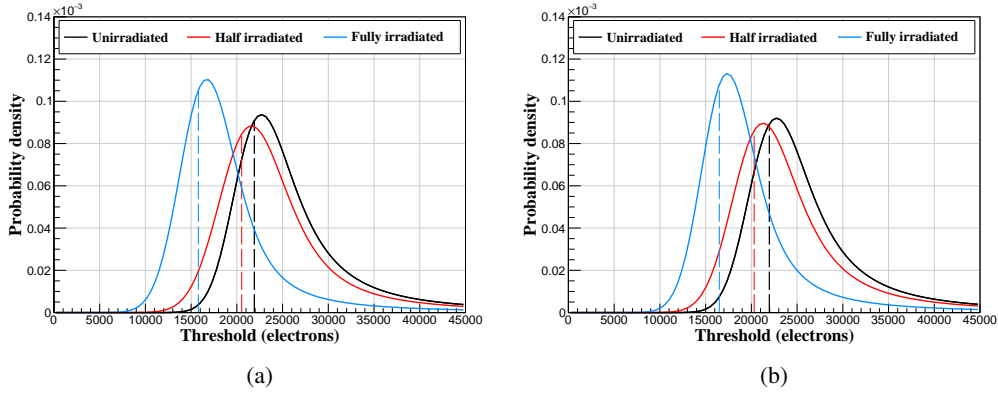 ×10⁻³
0.14
0.12
0.1
0.08
0.06
0.04
0.02
0
Probability density
Unirradiated Half irradiated Fully irradiated
0 5000 10000 15000 20000 25000 30000 35000 40000 45000
Threshold (electrons)
(a)
×10⁻³
0.14
0.12
0.1
0.08
0.06
0.04
0.02
0
Probability density
Unirradiated Half irradiated Fully irradiated
0 5000 10000 15000 20000 25000 30000 35000 40000 45000
Threshold (electrons)
(b)